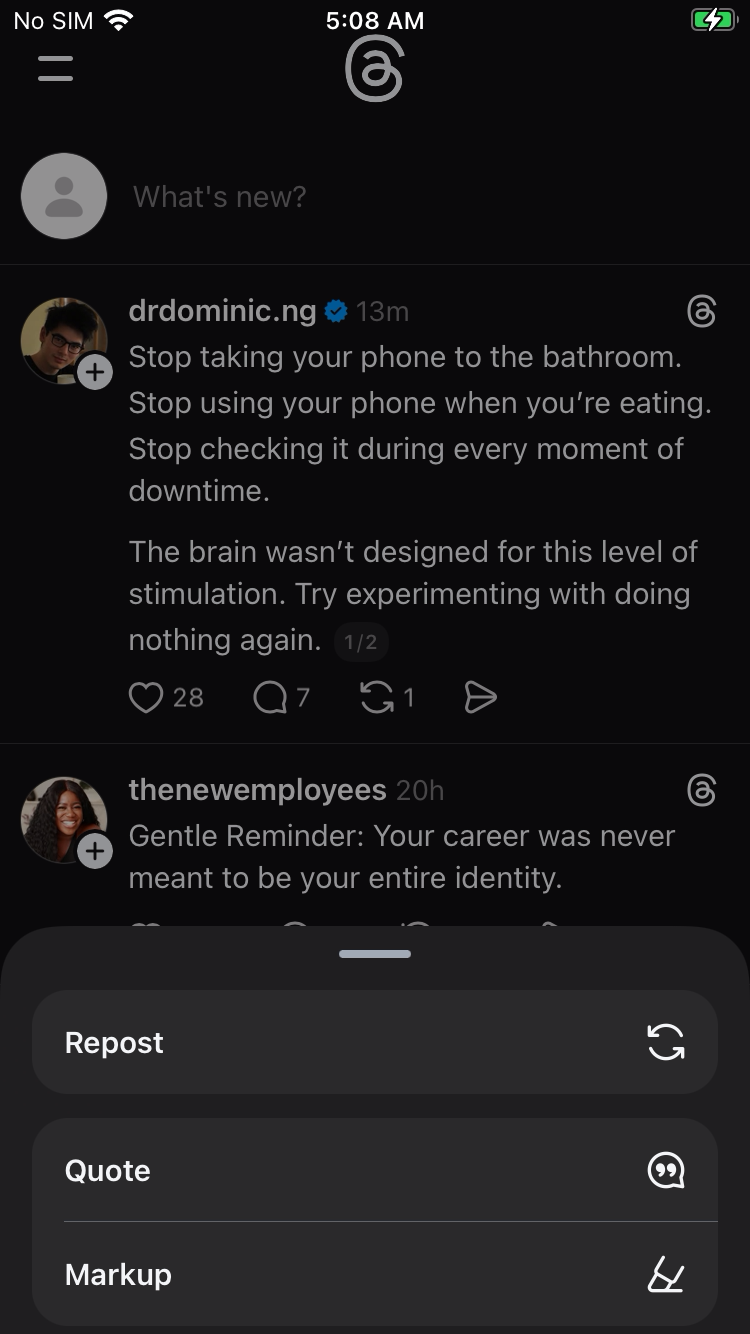 No SIM 5:08 AM
What's new?
drdominic.ng 13m
Stop taking your phone to the bathroom.
Stop using your phone when you’re eating.
Stop checking it during every moment of
downtime.
The brain wasn’t designed for this level of
stimulation. Try experimenting with doing
nothing again. 1/2
28 7 1
thenewemployees 20h
Gentle Reminder: Your career was never
meant to be your entire identity.
Repost
Quote
Markup